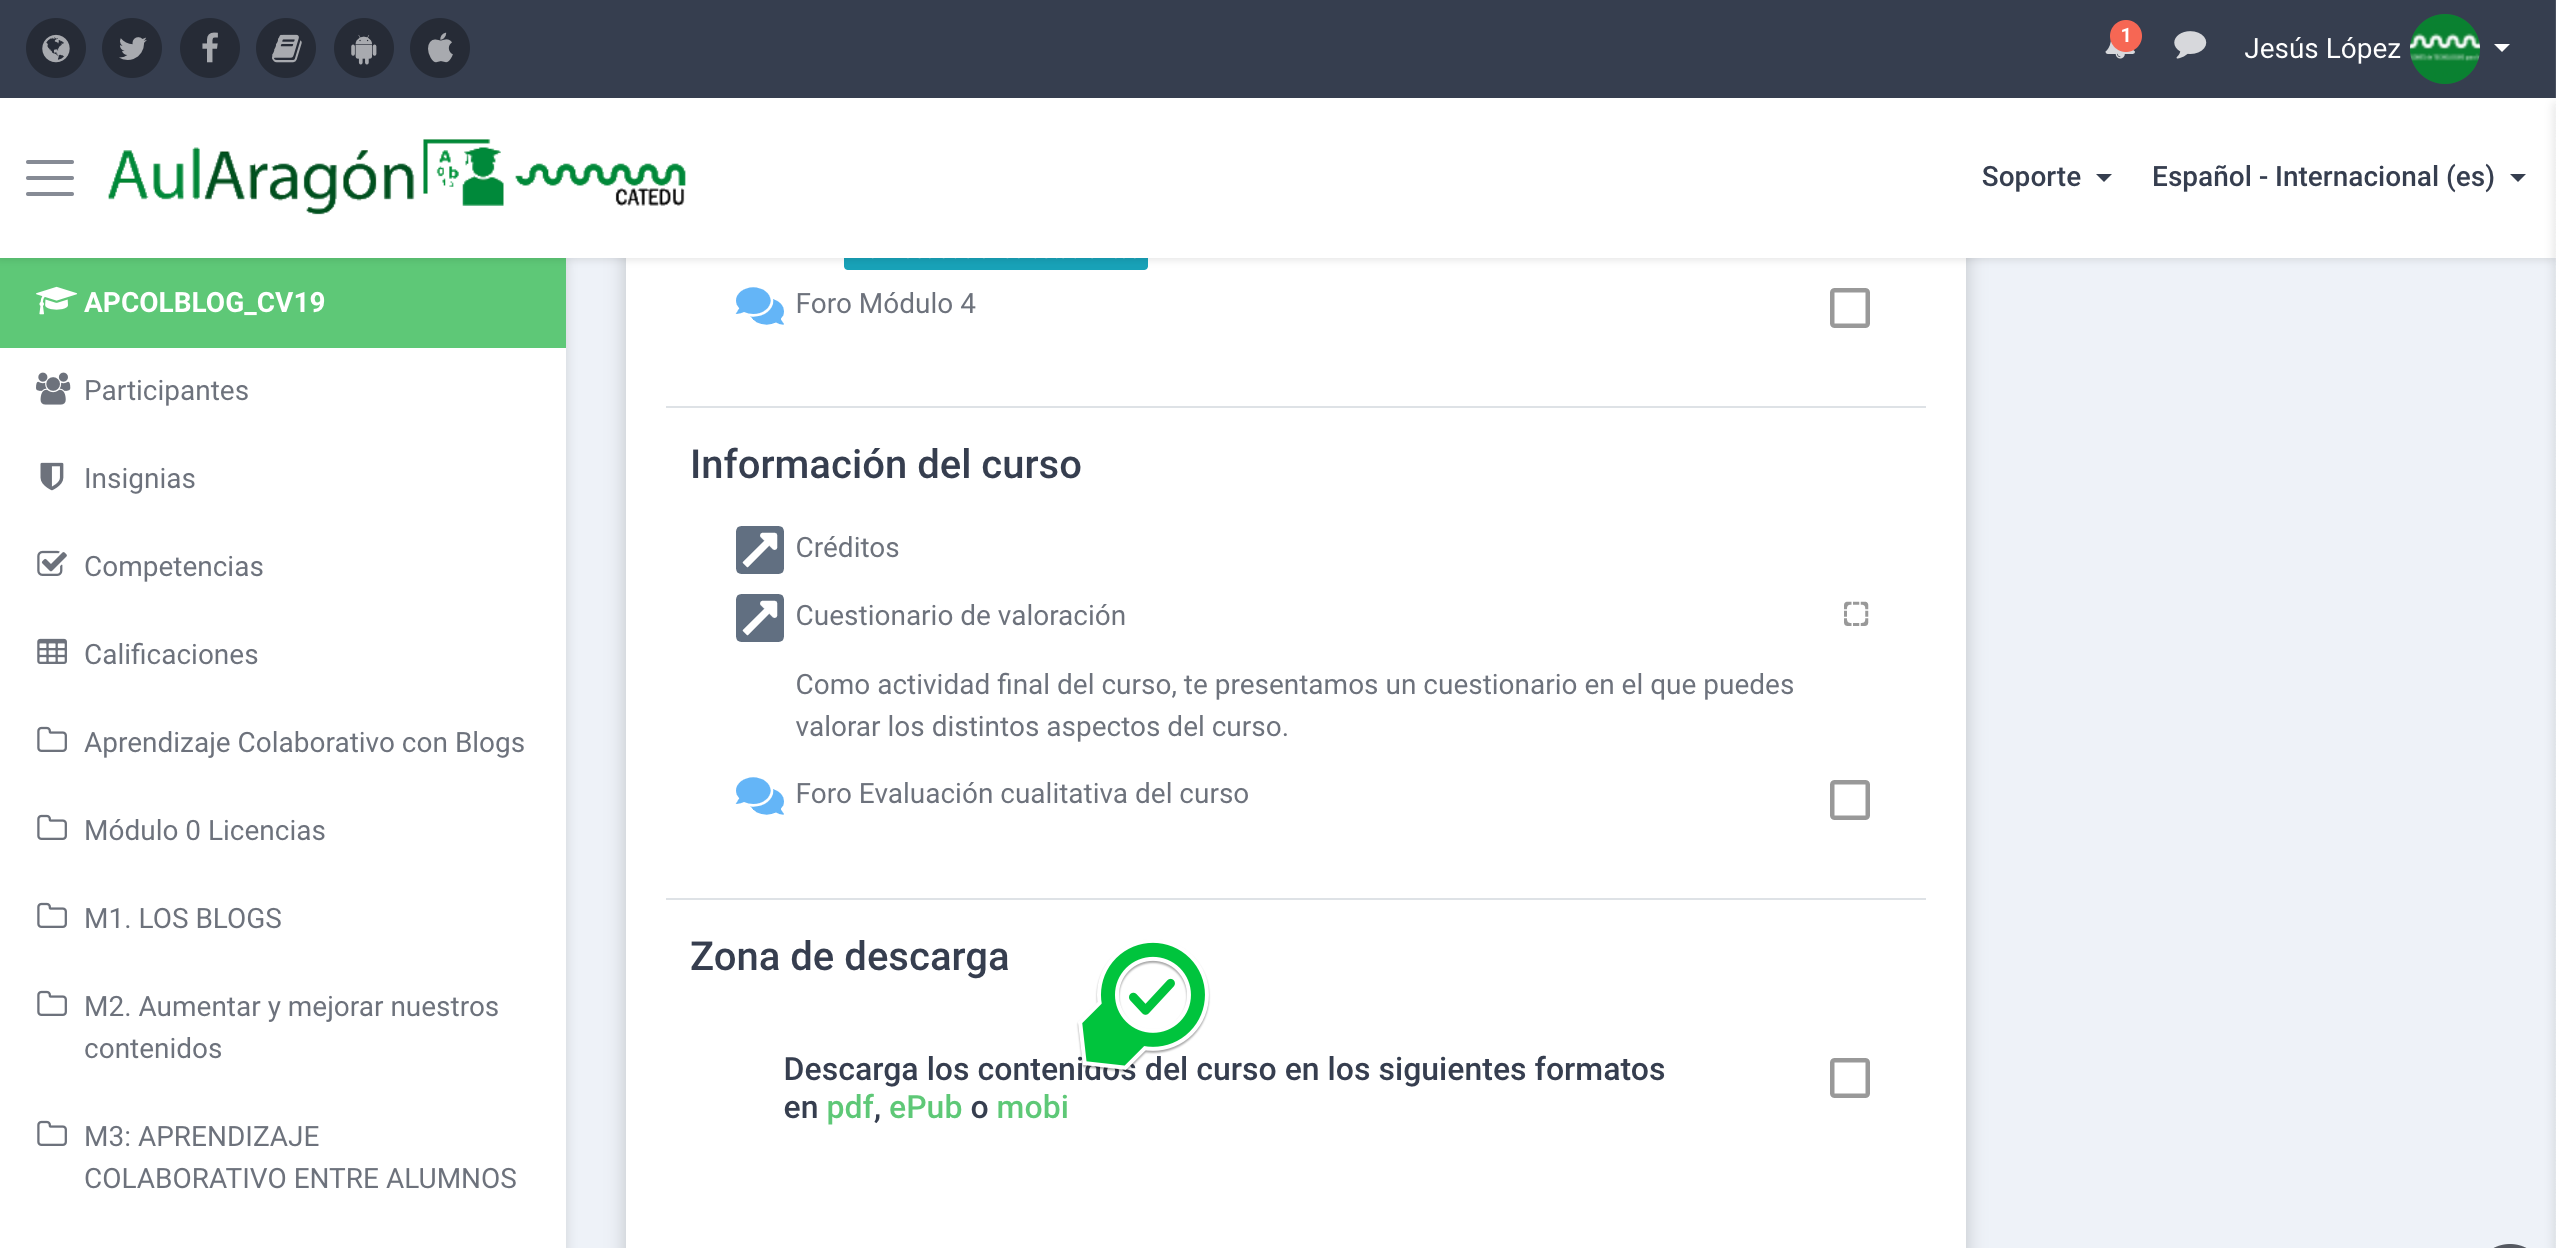 1
Jesús López
AulAragón
A
b
CATEDU
Soporte
Español - Internacional (es)
APCOLBLOG_CV19
Participantes
Insignias
Competencias
Calificaciones
Aprendizaje Colaborativo con Blogs
Módulo 0 Licencias
M1. LOS BLOGS
M2. Aumentar y mejorar nuestros
contenidos
M3: APRENDIZAJE
COLABORATIVO ENTRE ALUMNOS
Foro Módulo 4
Información del curso
Créditos
Cuestionario de valoración
Como actividad final del curso, te presentamos un cuestionario en el que puedes
valorar los distintos aspectos del curso.
Foro Evaluación cualitativa del curso
Zona de descarga
Descarga los contenidos del curso en los siguientes formatos
en pdf, ePub o mobi